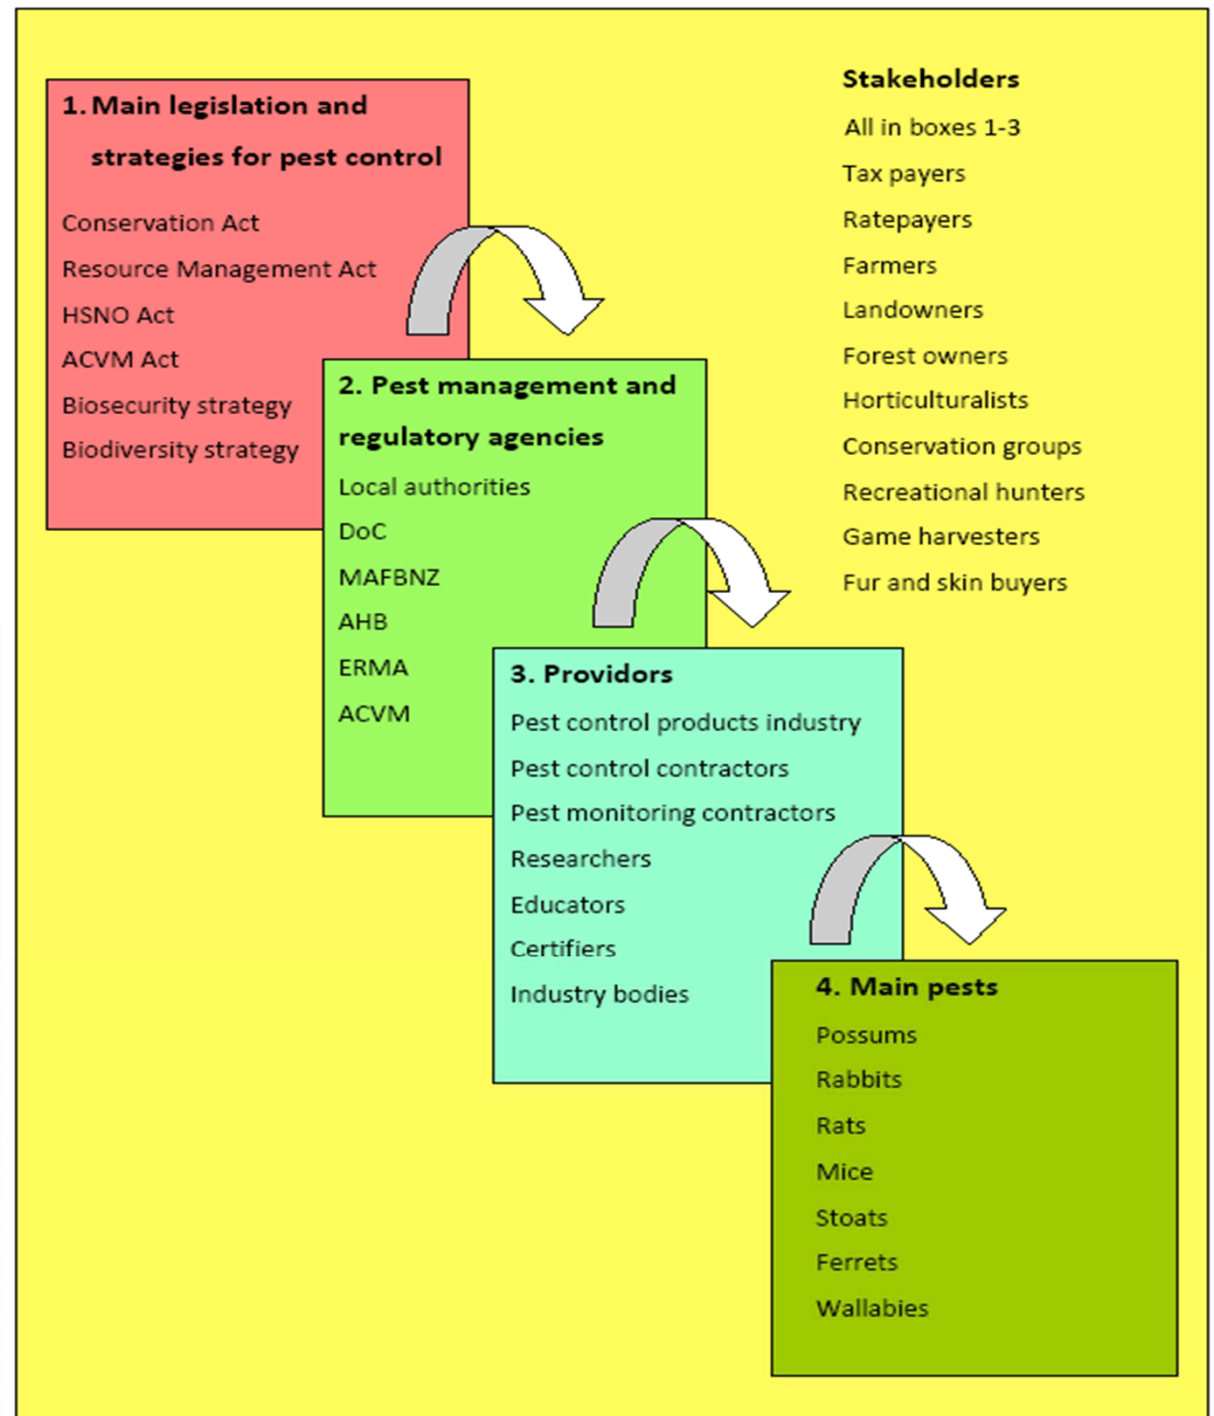 1. Main legislation and
strategies for pest control
Conservation Act
Resource Management Act
HSNO Act
ACVM Act
Biosecurity strategy
Biodiversity strategy
2. Pest management and
regulatory agencies
Local authorities
DoC
MAFBNZ
AHB
ERMA
ACVM
3. Providors
Pest control products industry
Pest control contractors
Pest monitoring contractors
Researchers
Educators
Certifiers
Industry bodies
4. Main pests
Possums
Rabbits
Rats
Mice
Stoats
Ferrets
Wallabies
Stakeholders
All in boxes 1-3
Tax payers
Ratepayers
Farmers
Landowners
Forest owners
Horticulturalists
Conservation groups
Recreational hunters
Game harvesters
Fur and skin buyers